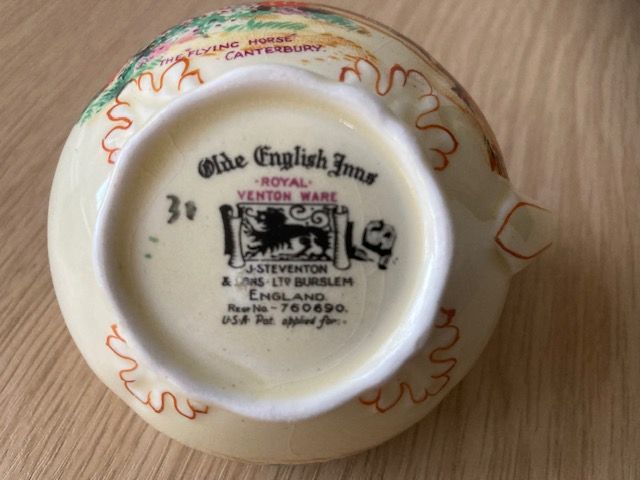 THE "FLYING HORSE"
CANTERBURY.
Olde English Inns
·ROYAL·
VENTON WARE
J·STEVENTON
& SONS·LTD BURSLEM
ENGLAND.
REGD No.-760690.
U·S·A Pat. applied for:-